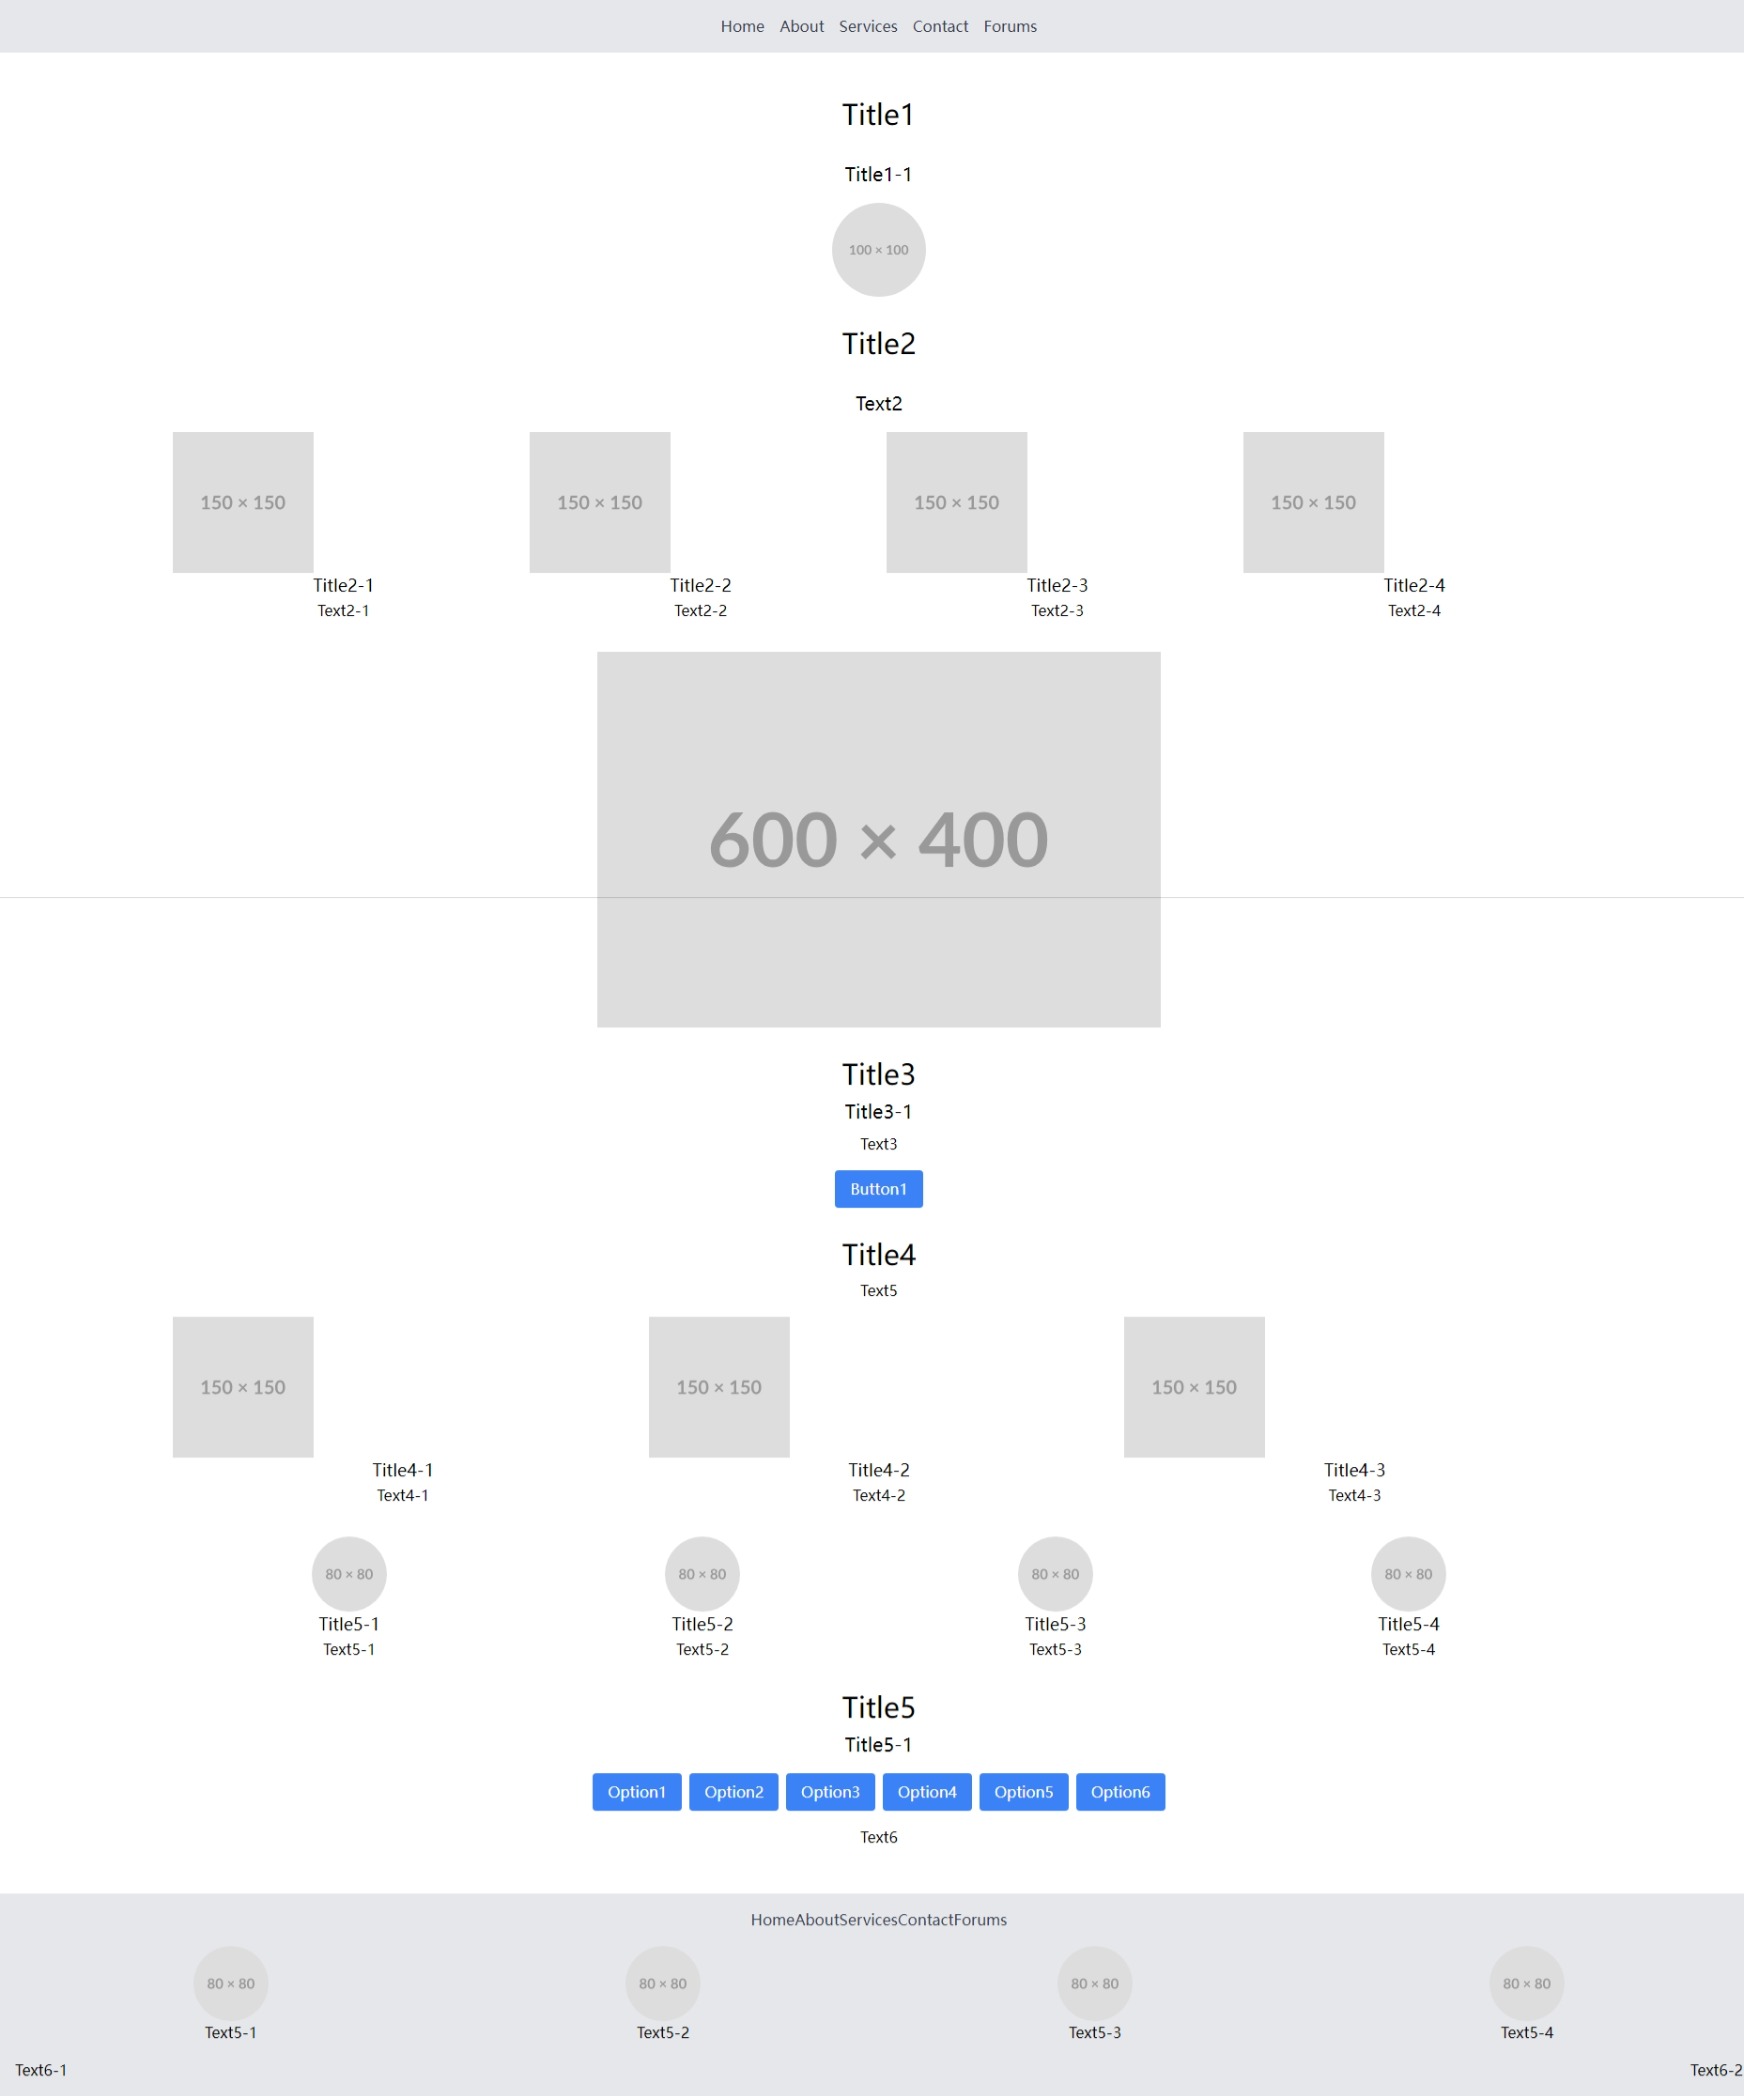 Home About Services Contact Forums
Title1
Title1-1
100 × 100
Title2
Text2
150 × 150 150 × 150 150 × 150 150 × 150
Title2-1 Title2-2 Title2-3 Title2-4
Text2-1 Text2-2 Text2-3 Text2-4
600 × 400
Title3
Title3-1
Text3
Button1
Title4
Text5
150 × 150 150 × 150 150 × 150
Title4-1 Title4-2 Title4-3
Text4-1 Text4-2 Text4-3
80 × 80 80 × 80 80 × 80 80 × 80
Title5-1 Title5-2 Title5-3 Title5-4
Text5-1 Text5-2 Text5-3 Text5-4
Title5
Title5-1
Option1 Option2 Option3 Option4 Option5 Option6
Text6
HomeAboutServicesContactForums
80 × 80 80 × 80 80 × 80 80 × 80
Text5-1 Text5-2 Text5-3 Text5-4
Text6-1 Text6-2